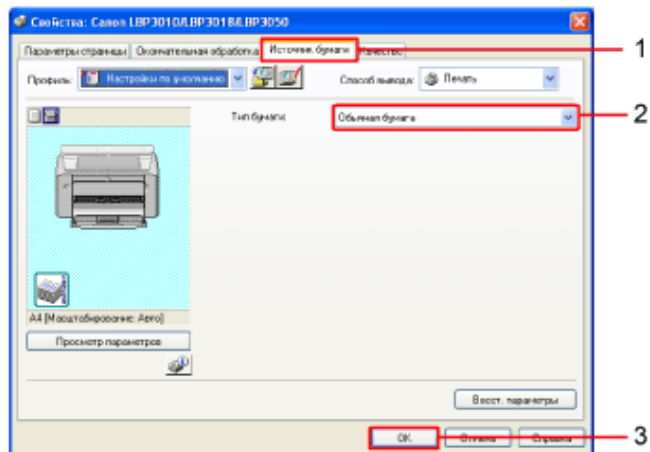 Свойства: Canon LBP3010/LBP3018/LBP3050
1
Параметры страницы Окончательная обработка Источник бумаги Качество
Профиль: Настройки по умолчанию Способ вывода: Печать
Тип бумаги: Обычная бумага
2
A4 [Масштабирование: Авто]
Просмотр параметров
Восст. параметры
OK Отмена Справка
3